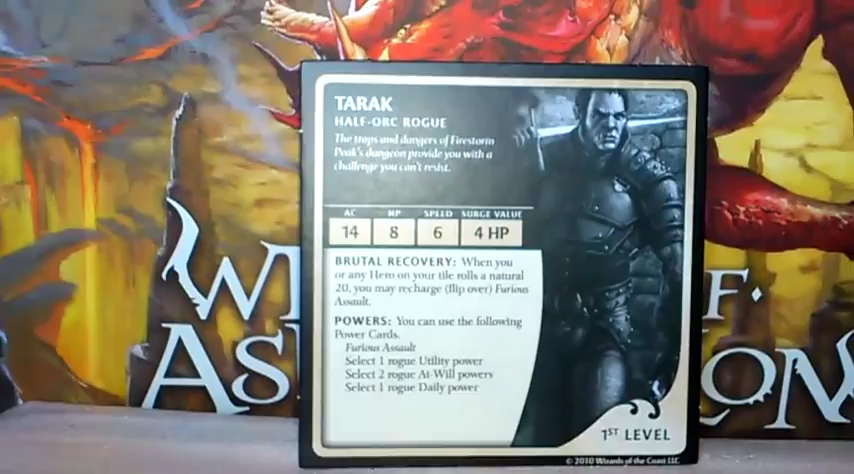 TARAK
HALF-ORC ROGUE
The traps and dangers of Firestorm
Peak's dungeon provide you with a
challenge you can't resist.
AC HP SPEED SURGE VALUE
14 8 6 4 HP
BRUTAL RECOVERY: When you
or any Hero on your tile rolls a natural
20, you may recharge (flip over) Furious
Assault.
POWERS: You can use the following
Power Cards.
Furious Assault
Select 1 rogue Utility power
Select 2 rogue At-Will powers
Select 1 rogue Daily power
1ST LEVEL
© 2010 Wizards of the Coast LLC
W F.
AS ON